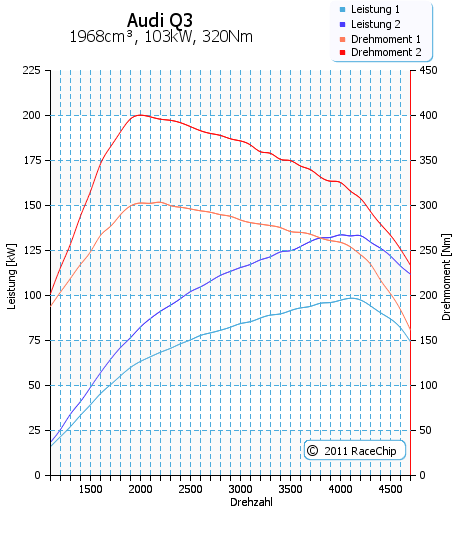 Audi Q3
1968cm³, 103kW, 320Nm
Leistung 1
Leistung 2
Drehmoment 1
Drehmoment 2
225
200
175
150
125
100
75
50
25
0
Leistung [kW]
450
400
350
300
250
200
150
100
50
0
Drehmoment [Nm]
1500 2000 2500 3000 3500 4000 4500
Drehzahl
© 2011 RaceChip